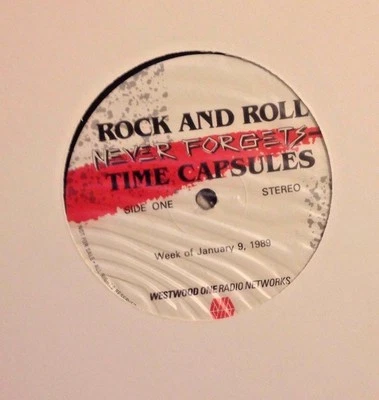 ROCK AND ROLL
NEVER FORGETS
TIME CAPSULES
SIDE ONE
STEREO
Week of January 9, 1989
WESTWOOD ONE RADIO NETWORKS